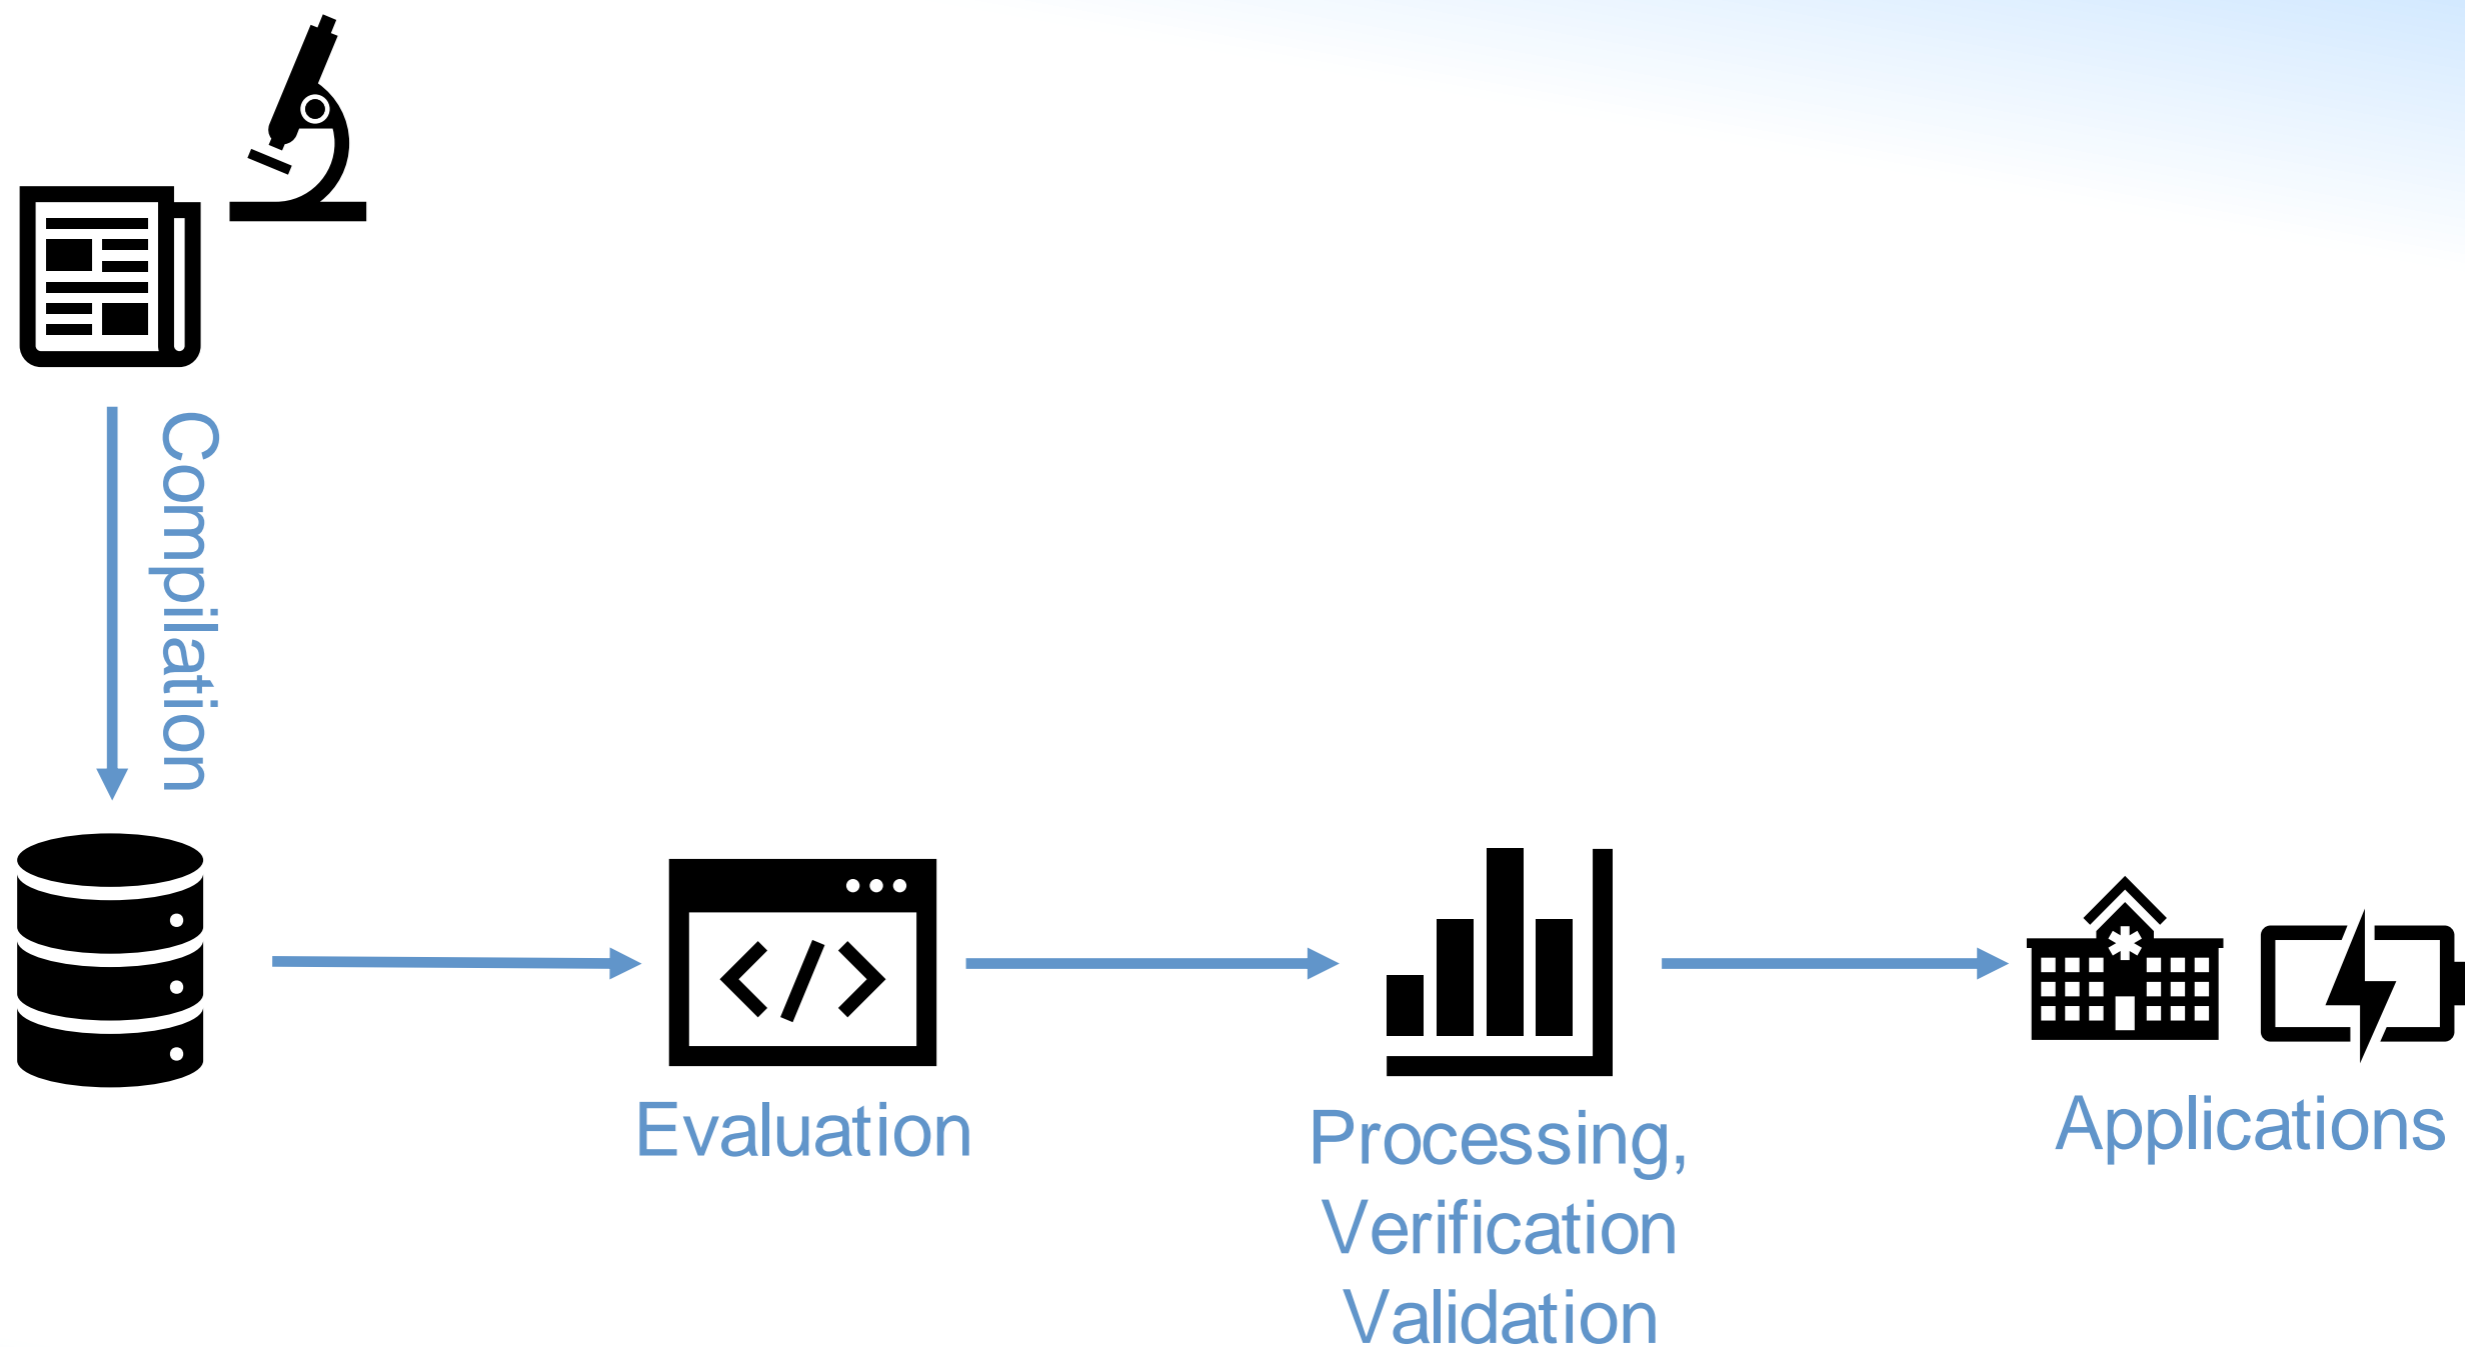 Compilation
</>
Evaluation
Processing,
Verification
Validation
Applications